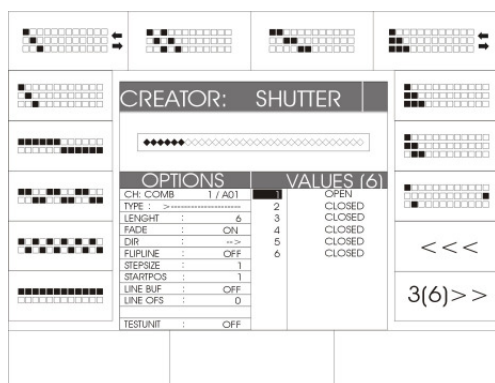 CREATOR: SHUTTER
OPTIONS VALUES (6)
CH: COMB 1 / A01
TYPE : >----------------------
LENGHT : 6
FADE : ON
DIR : -->
FLIPLINE : OFF
STEPSIZE : 1
STARTPOS : 1
LINE BUF : OFF
LINE OFS : 0
TESTUNIT : OFF
1 OPEN
2 CLOSED
3 CLOSED
4 CLOSED
5 CLOSED
6 CLOSED
<<<
3(6)>>